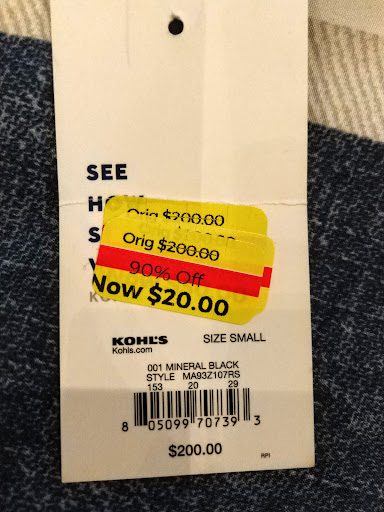 SEE
Orig $200.00
Orig $200.00
90% Off
Now $20.00
KOHL'S SIZE SMALL
Kohls.com
001 MINERAL BLACK
STYLE MA93Z107RS
153 20 29
8 05099 70739 3
$200.00
RPI